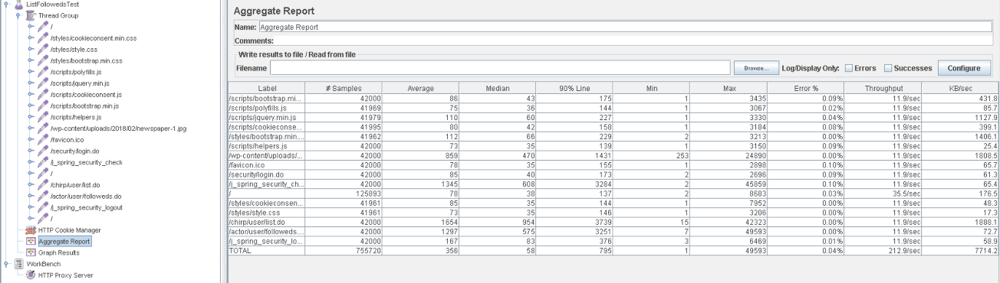 ListFollowedsTest
Thread Group
/
/styles/cookieconsent.min.css
/styles/style.css
/styles/bootstrap.min.css
/scripts/polyfills.js
/scripts/jquery.min.js
/scripts/cookieconsent.js
/scripts/bootstrap.min.js
/scripts/helpers.js
/wp-content/uploads/2018/02/newspaper-1.jpg
/favicon.ico
/security/login.do
/j_spring_security_check
/
/chirp/user/list.do
/actor/user/followeds.do
/j_spring_security_logout
/
HTTP Cookie Manager
Aggregate Report
Graph Results
WorkBench
HTTP Proxy Server
Aggregate Report
Name: Aggregate Report
Comments:
Write results to file / Read from file
Filename Browse... Log/Display Only: Errors Successes Configure
Label # Samples Average Median 90% Line Min Max Error % Throughput KB/sec
/scripts/bootstrap.mi... 42000 86 43 175 1 3435 0.09% 11.9/sec 431.8
/scripts/polyfills.js 41969 75 36 144 1 3067 0.02% 11.9/sec 85.7
/scripts/jquery.min.js 41979 110 60 227 1 3330 0.04% 11.9/sec 1127.9
/scripts/cookieconse... 41995 80 42 158 1 3184 0.08% 11.9/sec 399.1
/styles/bootstrap.min.... 41962 112 66 229 2 3213 0.00% 11.9/sec 1406.1
/scripts/helpers.js 42000 73 35 139 1 3150 0.09% 11.9/sec 25.4
/wp-content/uploads/... 42000 859 470 1431 253 24890 0.00% 11.9/sec 1808.5
/favicon.ico 42000 78 35 155 1 2898 0.10% 11.9/sec 65.7
/security/login.do 42000 85 40 173 2 2696 0.09% 11.9/sec 61.3
/j_spring_security_ch... 42000 1345 608 3284 2 45859 0.10% 11.9/sec 65.4
/ 125893 78 38 137 2 8683 0.03% 35.5/sec 176.5
/styles/cookieconsen... 41961 85 35 144 1 7952 0.00% 11.9/sec 48.3
/styles/style.css 41961 73 35 146 1 3206 0.00% 11.9/sec 17.3
/chirp/user/list.do 42000 1654 954 3739 15 42323 0.00% 11.9/sec 1888.1
/actor/user/followeds.... 42000 1297 575 3251 7 49593 0.00% 11.9/sec 72.7
/j_spring_security_lo... 42000 167 83 376 3 6469 0.01% 11.9/sec 58.9
TOTAL 755720 356 58 795 1 49593 0.04% 212.9/sec 7714.2